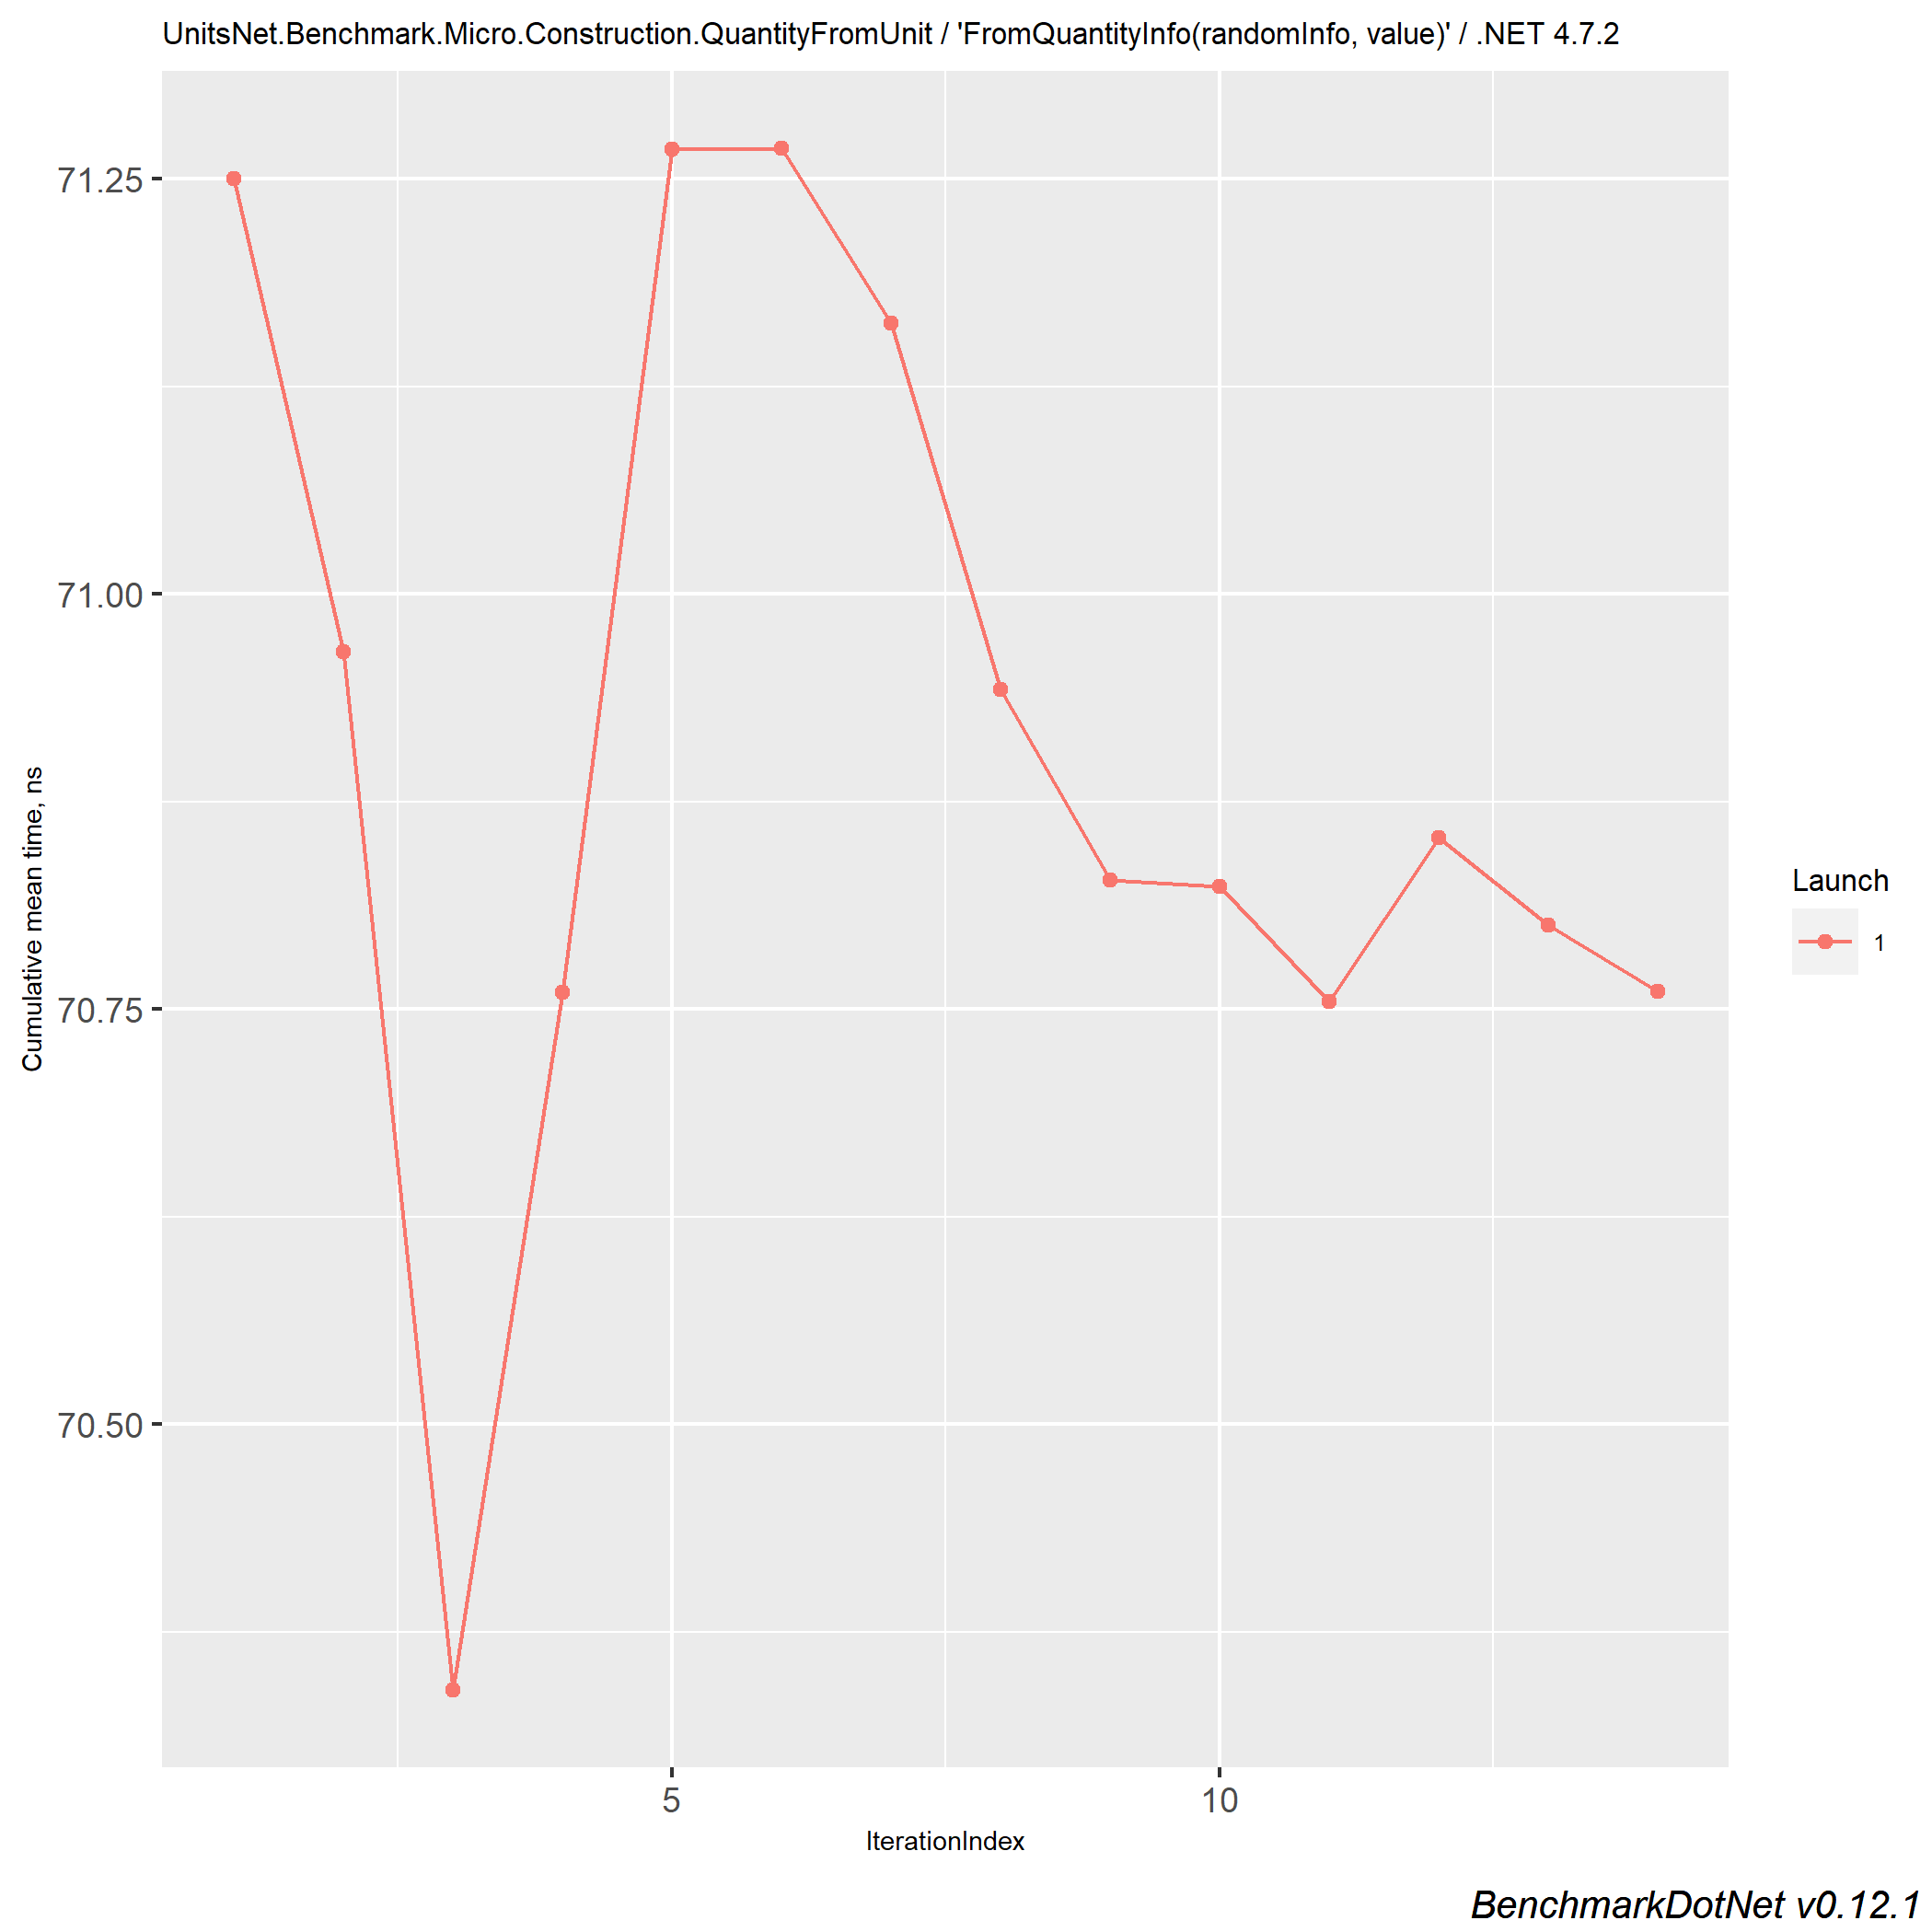 UnitsNet.Benchmark.Micro.Construction.QuantityFromUnit / 'FromQuantityInfo(randomInfo, value)' / .NET 4.7.2
71.25
71.00
70.75
70.50
Cumulative mean time, ns
5
10
IterationIndex
Launch
1
BenchmarkDotNet v0.12.1